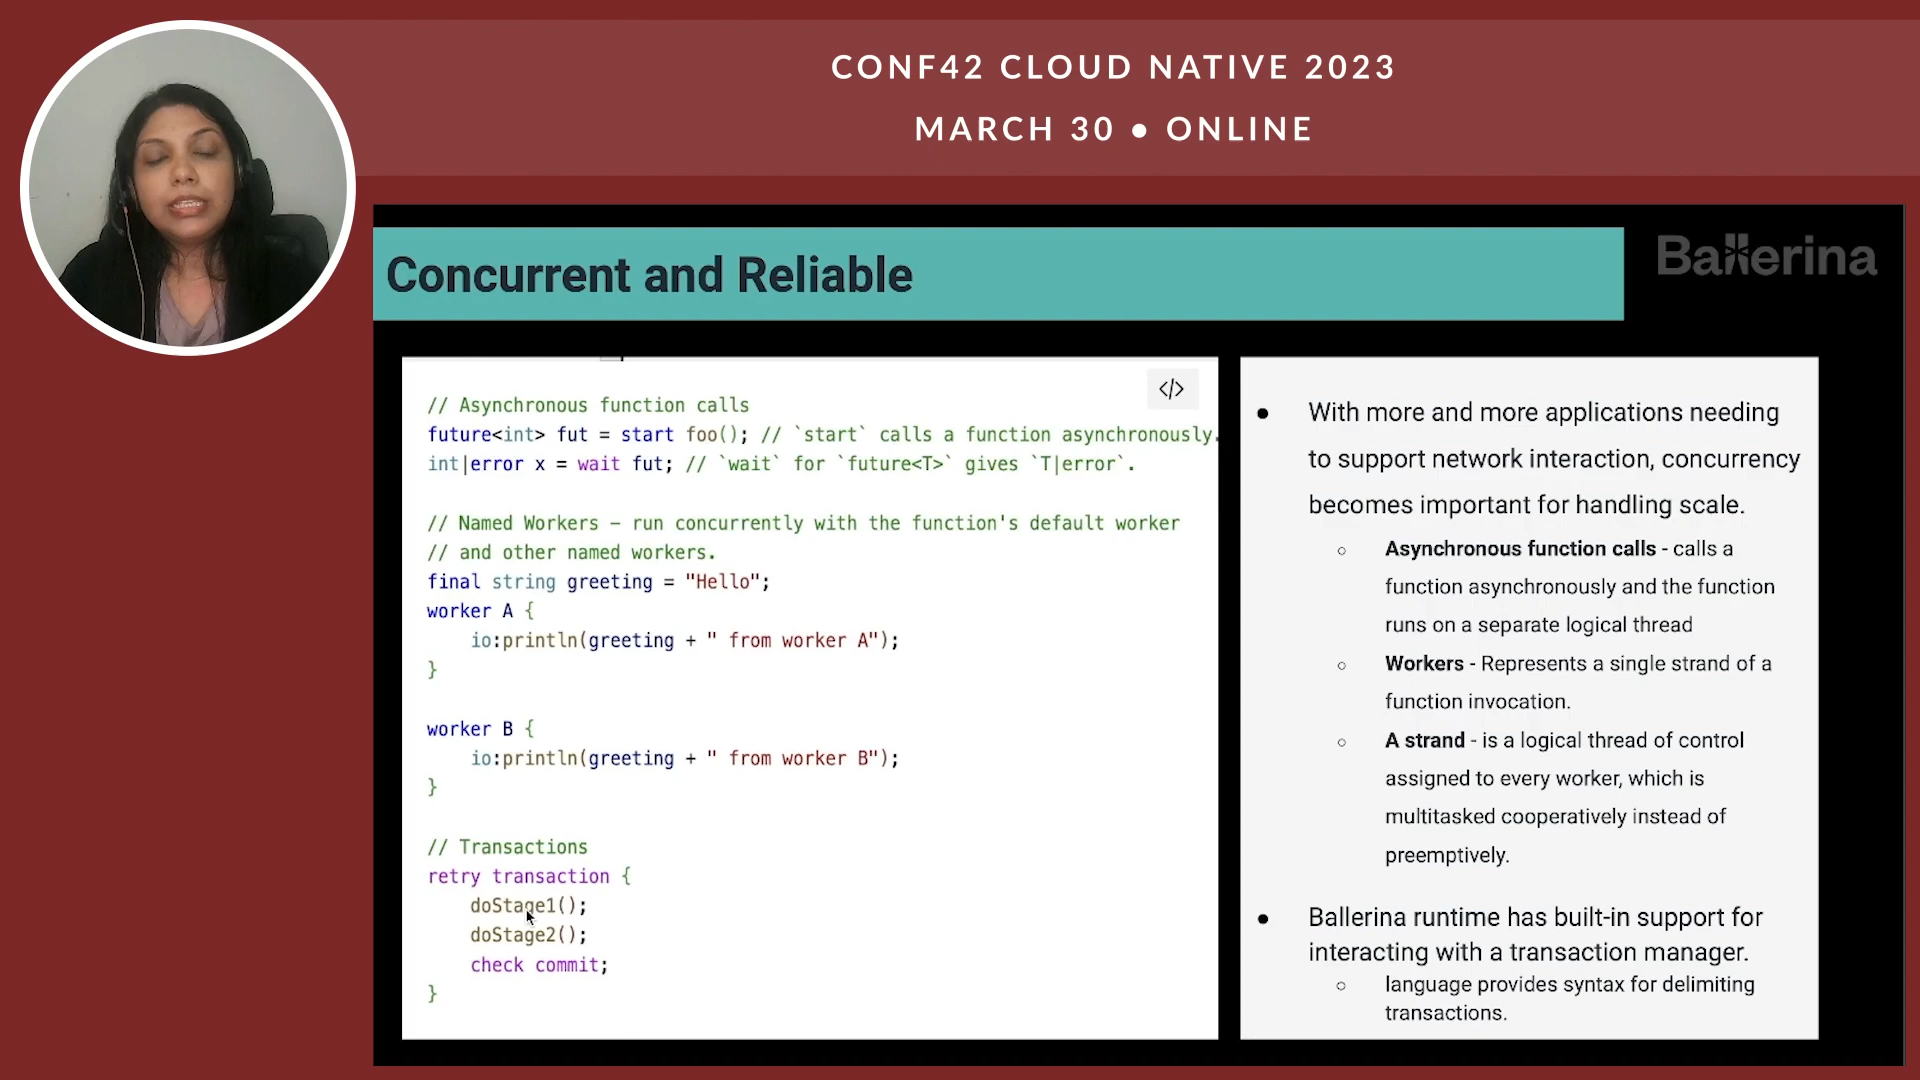 CONF42 CLOUD NATIVE 2023
MARCH 30 • ONLINE
Concurrent and Reliable
Ballerina
</>
// Asynchronous function calls
future<int> fut = start foo(); // `start` calls a function asynchronously.
int|error x = wait fut; // `wait` for `future<T>` gives `T|error`.
// Named Workers – run concurrently with the function's default worker
// and other named workers.
final string greeting = "Hello";
worker A {
io:println(greeting + " from worker A");
}
worker B {
io:println(greeting + " from worker B");
}
// Transactions
retry transaction {
doStage1();
doStage2();
check commit;
}
● With more and more applications needing
to support network interaction, concurrency
becomes important for handling scale.
○ Asynchronous function calls - calls a
function asynchronously and the function
runs on a separate logical thread
○ Workers - Represents a single strand of a
function invocation.
○ A strand - is a logical thread of control
assigned to every worker, which is
multitasked cooperatively instead of
preemptively.
● Ballerina runtime has built-in support for
interacting with a transaction manager.
○ language provides syntax for delimiting
transactions.